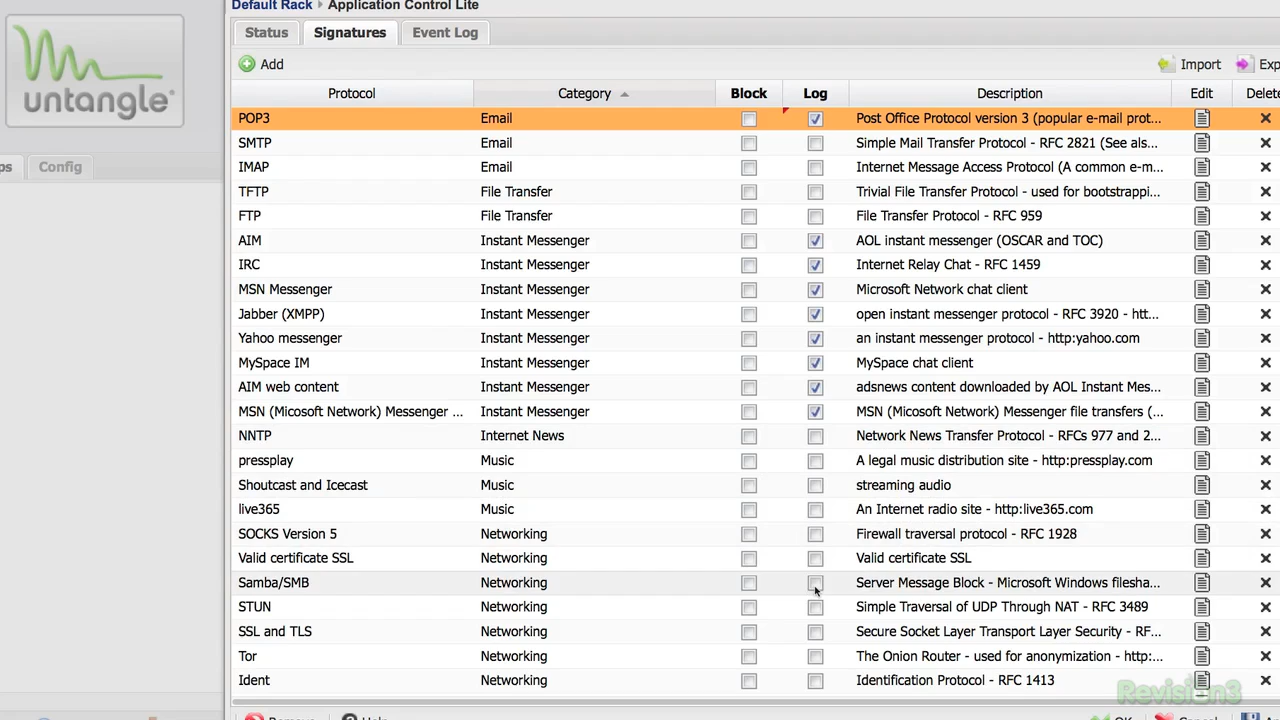 Default Rack Application Control Lite
Status Signatures Event Log
untangle
Add Import Exp
Protocol Category Block Log Description Edit Delete
POP3 Email Post Office Protocol version 3 (popular e-mail prot...
SMTP Email Simple Mail Transfer Protocol - RFC 2821 (See als...
ps Config
IMAP Email Internet Message Access Protocol (A common e-m...
TFTP File Transfer Trivial File Transfer Protocol - used for bootstrappi...
FTP File Transfer File Transfer Protocol - RFC 959
AIM Instant Messenger AOL instant messenger (OSCAR and TOC)
IRC Instant Messenger Internet Relay Chat - RFC 1459
MSN Messenger Instant Messenger Microsoft Network chat client
Jabber (XMPP) Instant Messenger open instant messenger protocol - RFC 3920 - htt...
Yahoo messenger Instant Messenger an instant messenger protocol - http:yahoo.com
MySpace IM Instant Messenger MySpace chat client
AIM web content Instant Messenger adsnews content downloaded by AOL Instant Mes...
MSN (Micosoft Network) Messenger ... Instant Messenger MSN (Micosoft Network) Messenger file transfers (...
NNTP Internet News Network News Transfer Protocol - RFCs 977 and 2...
pressplay Music A legal music distribution site - http:pressplay.com
Shoutcast and Icecast Music streaming audio
live365 Music An Internet radio site - http:live365.com
SOCKS Version 5 Networking Firewall traversal protocol - RFC 1928
Valid certificate SSL Networking Valid certificate SSL
Samba/SMB Networking Server Message Block - Microsoft Windows filesha...
STUN Networking Simple Traversal of UDP Through NAT - RFC 3489
SSL and TLS Networking Secure Socket Layer Transport Layer Security - RF...
Tor Networking The Onion Router - used for anonymization - http:...
Ident Networking Identification Protocol - RFC 1413
Revision3
Remove Help OK Cancel